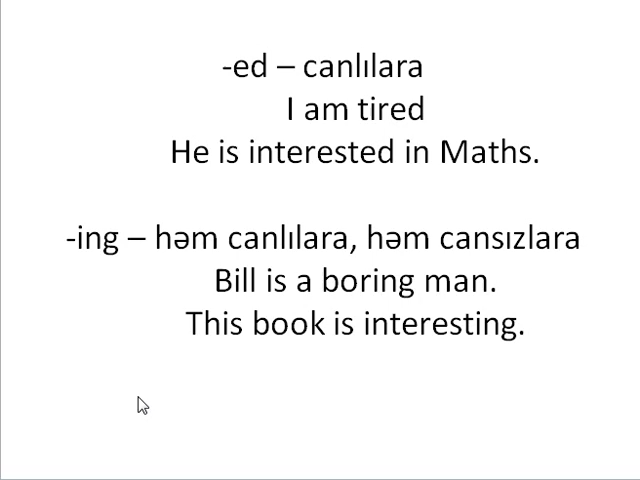 -ed – canlılara
I am tired
He is interested in Maths.
-ing – həm canlılara, həm cansızlara
Bill is a boring man.
This book is interesting.